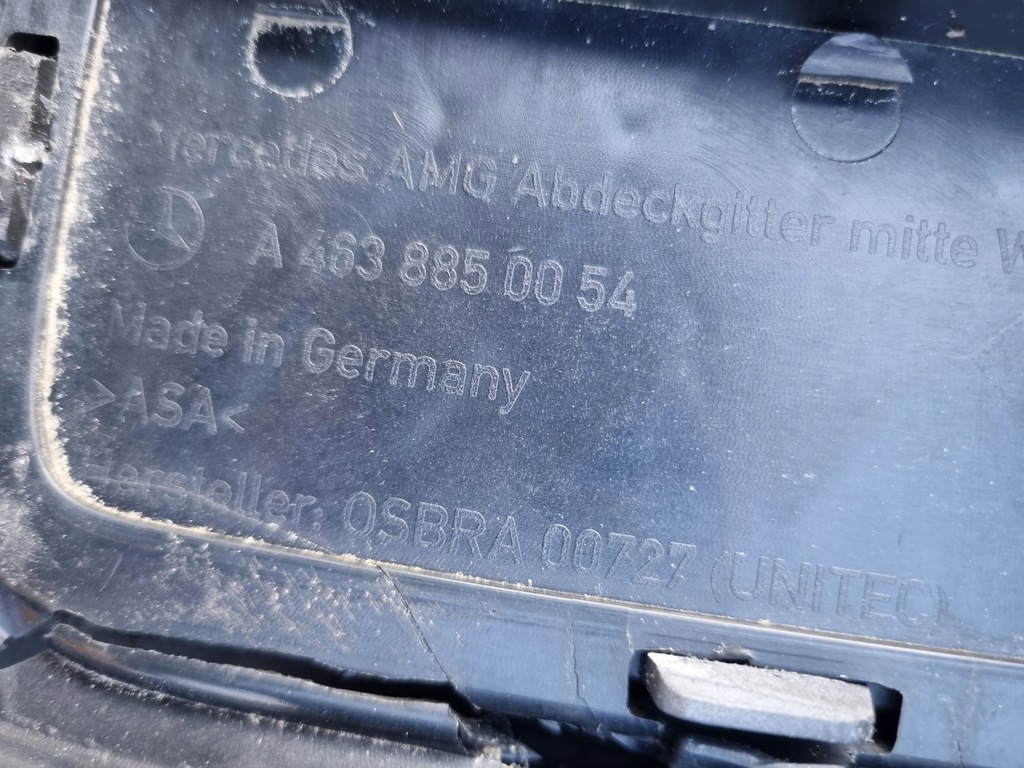 Mercedes AMG Abdeckgitter mitte
A 463 885 00 54
Made in Germany
>ASA<
Hersteller: OSBRA 00727 (UNITEC)